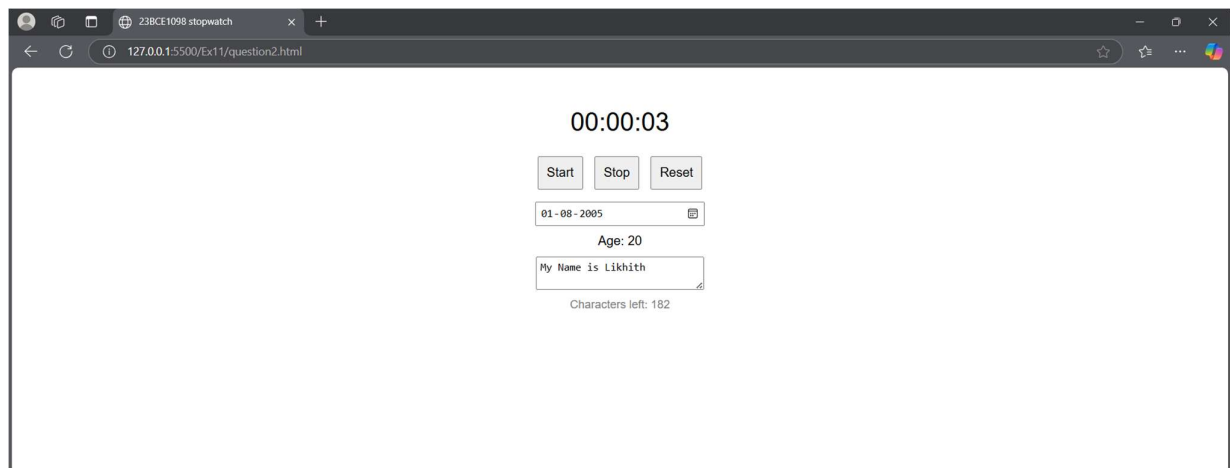 23BCE1098 stopwatch
127.0.0.1:5500/Ex11/question2.html
00:00:03
Start Stop Reset
01-08-2005
Age: 20
My Name is Likhith
Characters left: 182